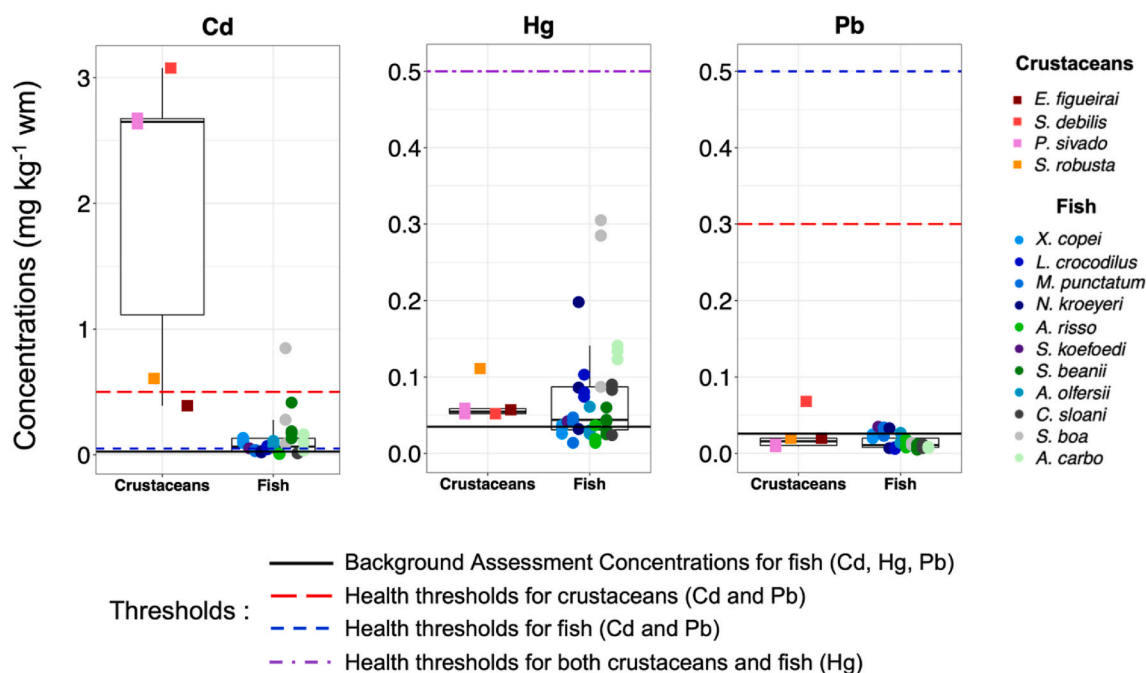 Cd
Hg
Pb
Concentrations (mg kg⁻¹ wm)
3
2
1
0
Crustaceans
Fish
0.5
0.4
0.3
0.2
0.1
0.0
Crustaceans
Fish
0.5
0.4
0.3
0.2
0.1
0.0
Crustaceans
Fish
Crustaceans
E. figueirai
S. debilis
P. sivado
S. robusta
Fish
X. copei
L. crocodilus
M. punctatum
N. kroeyeri
A. risso
S. koefoedi
S. beanii
A. olfersii
C. sloani
S. boa
A. carbo
Thresholds :
Background Assessment Concentrations for fish (Cd, Hg, Pb)
Health thresholds for crustaceans (Cd and Pb)
Health thresholds for fish (Cd and Pb)
Health thresholds for both crustaceans and fish (Hg)